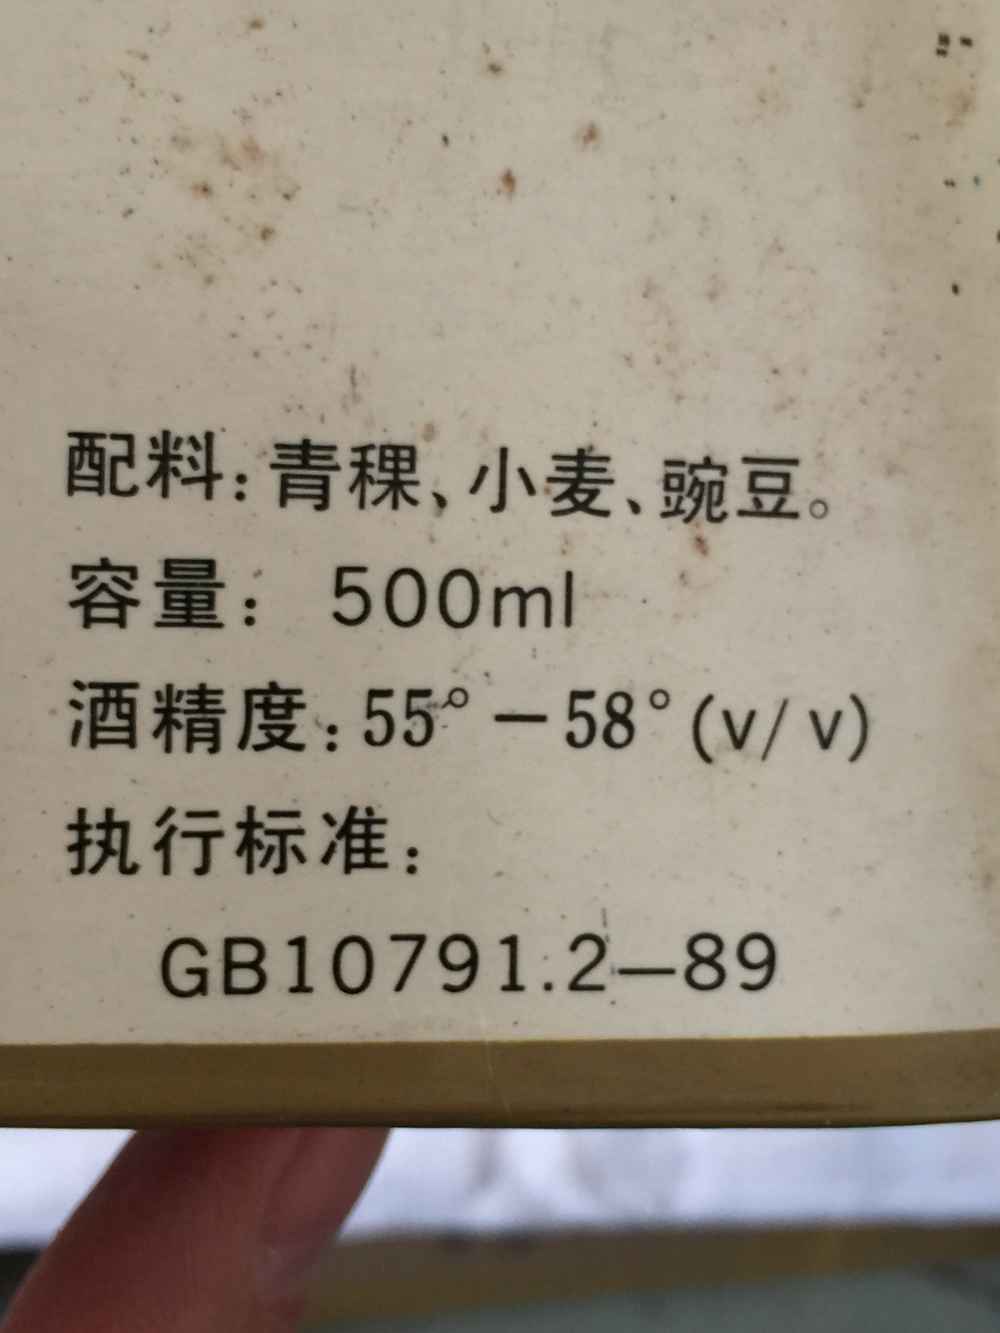 配料:青稞、小麦、豌豆。
容量: 500ml
酒精度:55°－58°(v/v)
执行标准:
GB10791.2—89